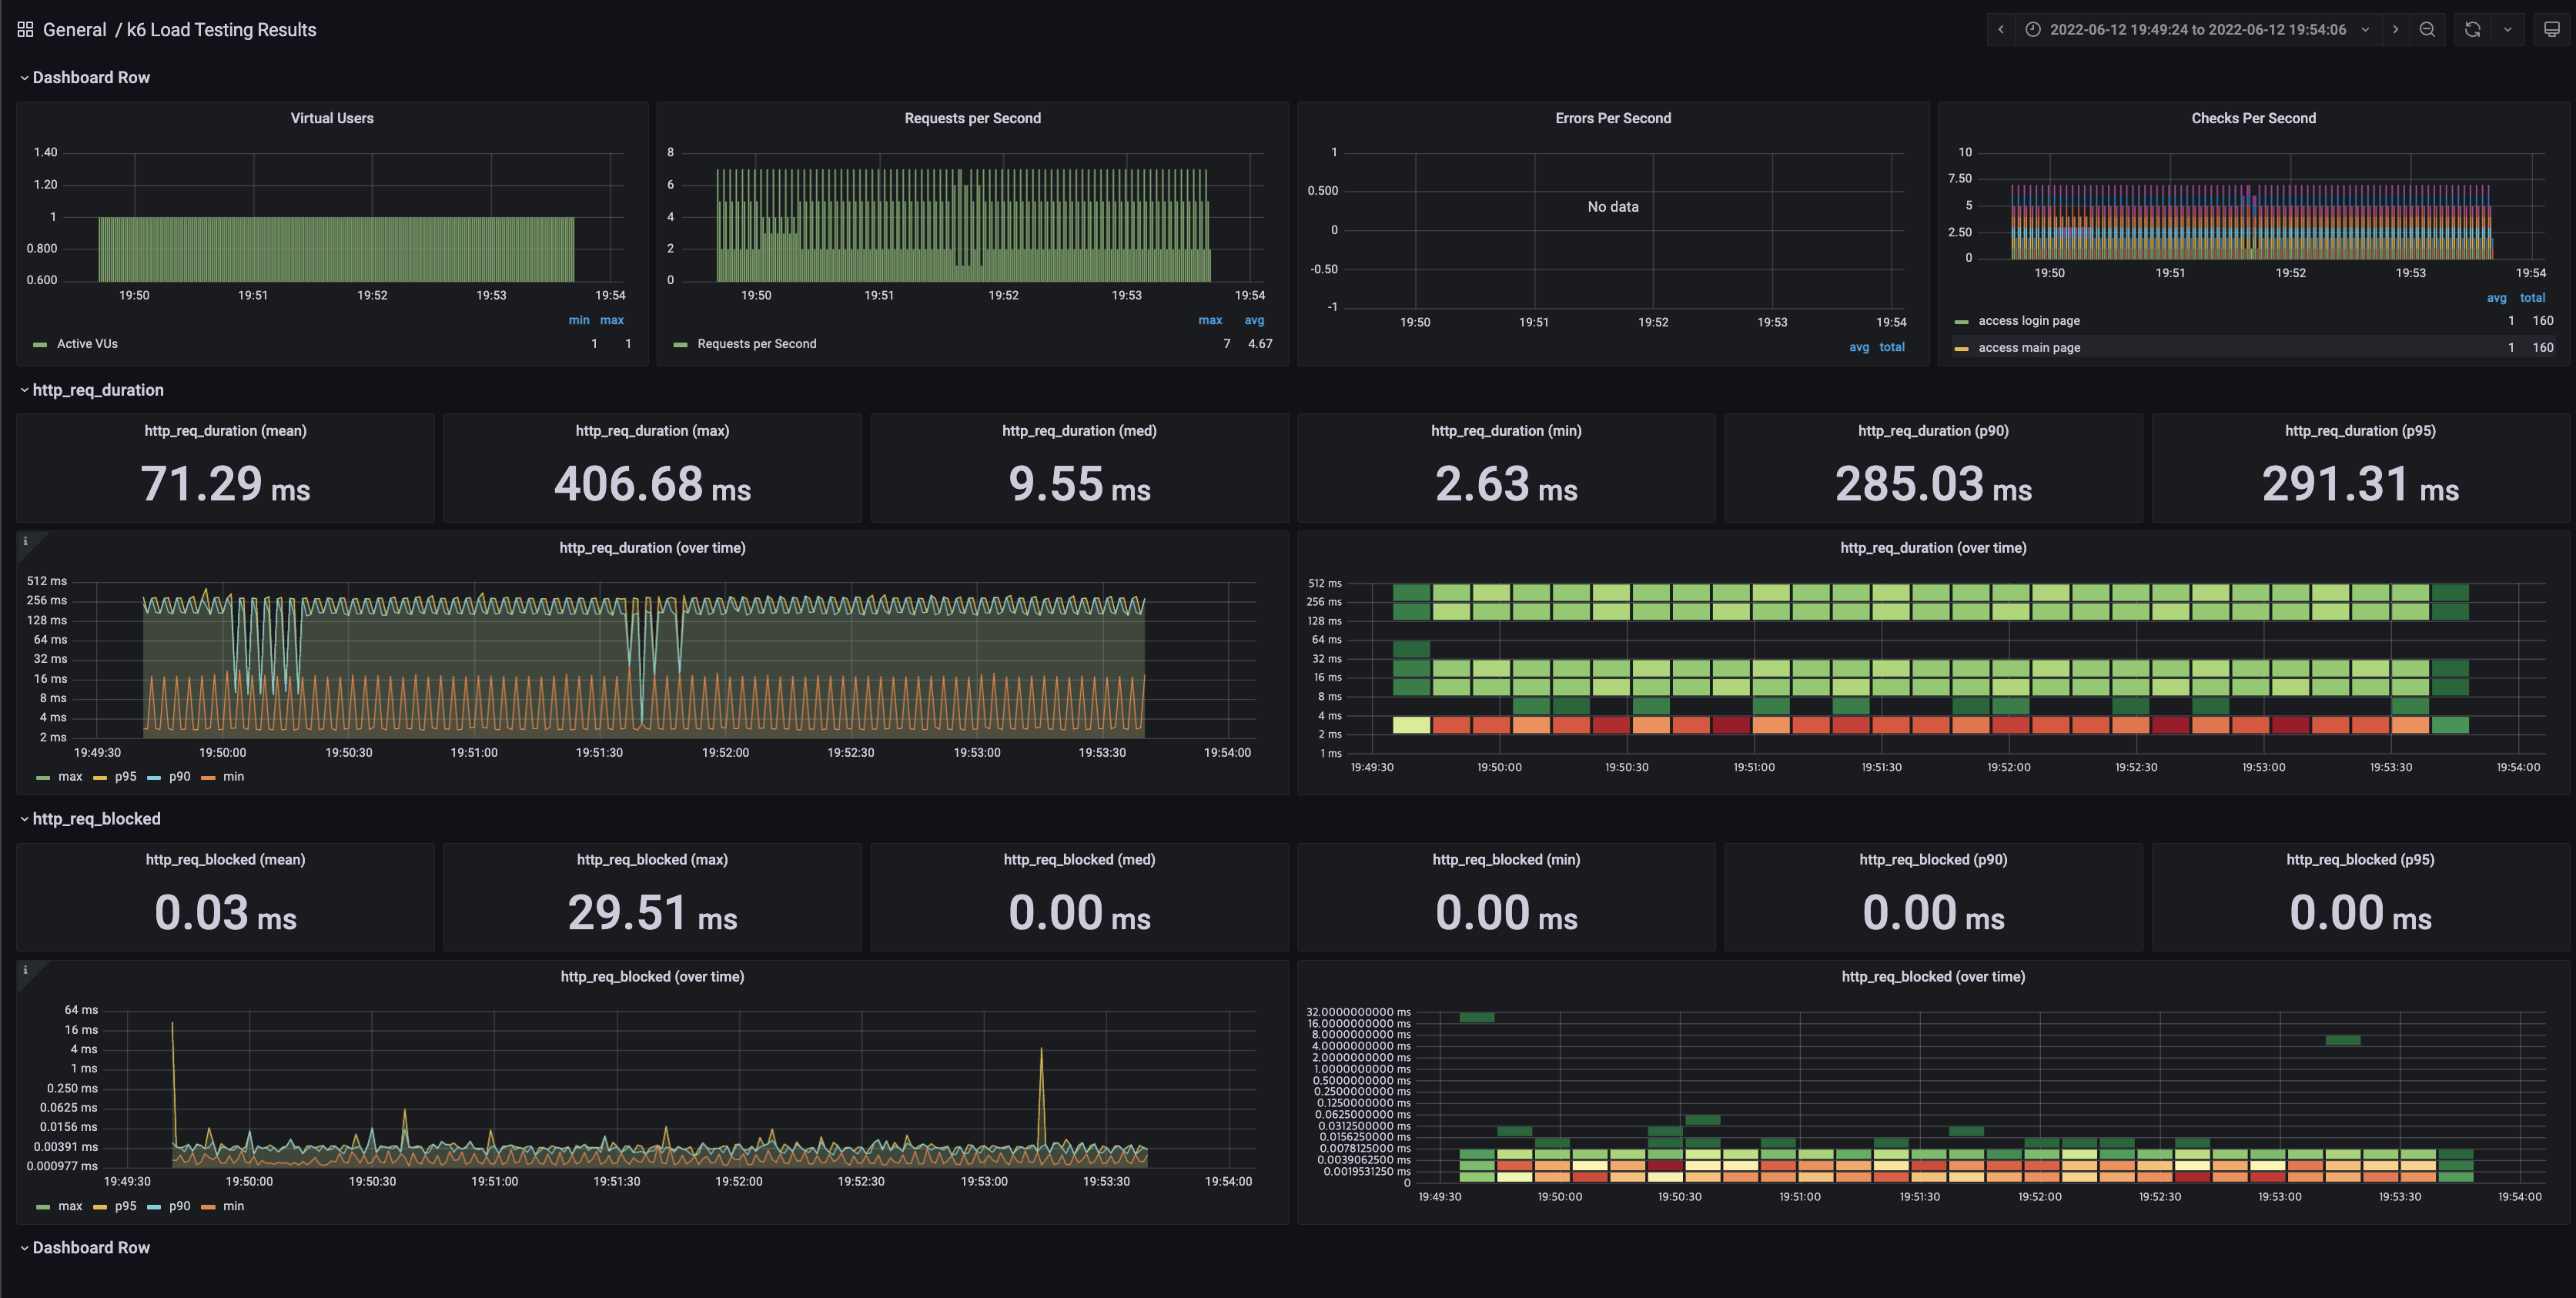 General / k6 Load Testing Results
2022-06-12 19:49:24 to 2022-06-12 19:54:06
Dashboard Row
Virtual Users
1.40
1.20
1
0.800
0.600
19:50 19:51 19:52 19:53 19:54
min max
Active VUs 1 1
Requests per Second
8
6
4
2
0
19:50 19:51 19:52 19:53 19:54
max avg
Requests per Second 7 4.67
Errors Per Second
1
0.500
0
-0.50
-1
No data
19:50 19:51 19:52 19:53 19:54
avg total
Checks Per Second
10
7.50
5
2.50
0
19:50 19:51 19:52 19:53 19:54
avg total
access login page 1 160
access main page 1 160
http_req_duration
http_req_duration (mean)
71.29 ms
http_req_duration (max)
406.68 ms
http_req_duration (med)
9.55 ms
http_req_duration (min)
2.63 ms
http_req_duration (p90)
285.03 ms
http_req_duration (p95)
291.31 ms
http_req_duration (over time)
512 ms
256 ms
128 ms
64 ms
32 ms
16 ms
8 ms
4 ms
2 ms
19:49:30 19:50:00 19:50:30 19:51:00 19:51:30 19:52:00 19:52:30 19:53:00 19:53:30 19:54:00
max p95 p90 min
http_req_duration (over time)
512 ms
256 ms
128 ms
64 ms
32 ms
16 ms
8 ms
4 ms
2 ms
1 ms
19:49:30 19:50:00 19:50:30 19:51:00 19:51:30 19:52:00 19:52:30 19:53:00 19:53:30 19:54:00
http_req_blocked
http_req_blocked (mean)
0.03 ms
http_req_blocked (max)
29.51 ms
http_req_blocked (med)
0.00 ms
http_req_blocked (min)
0.00 ms
http_req_blocked (p90)
0.00 ms
http_req_blocked (p95)
0.00 ms
http_req_blocked (over time)
64 ms
16 ms
4 ms
1 ms
0.250 ms
0.0625 ms
0.0156 ms
0.00391 ms
0.000977 ms
19:49:30 19:50:00 19:50:30 19:51:00 19:51:30 19:52:00 19:52:30 19:53:00 19:53:30 19:54:00
max p95 p90 min
http_req_blocked (over time)
32.0000000000 ms
16.0000000000 ms
8.0000000000 ms
4.0000000000 ms
2.0000000000 ms
1.0000000000 ms
0.5000000000 ms
0.2500000000 ms
0.1250000000 ms
0.0625000000 ms
0.0312500000 ms
0.0156250000 ms
0.0078125000 ms
0.0039062500 ms
0.0019531250 ms
0
19:49:30 19:50:00 19:50:30 19:51:00 19:51:30 19:52:00 19:52:30 19:53:00 19:53:30 19:54:00
Dashboard Row